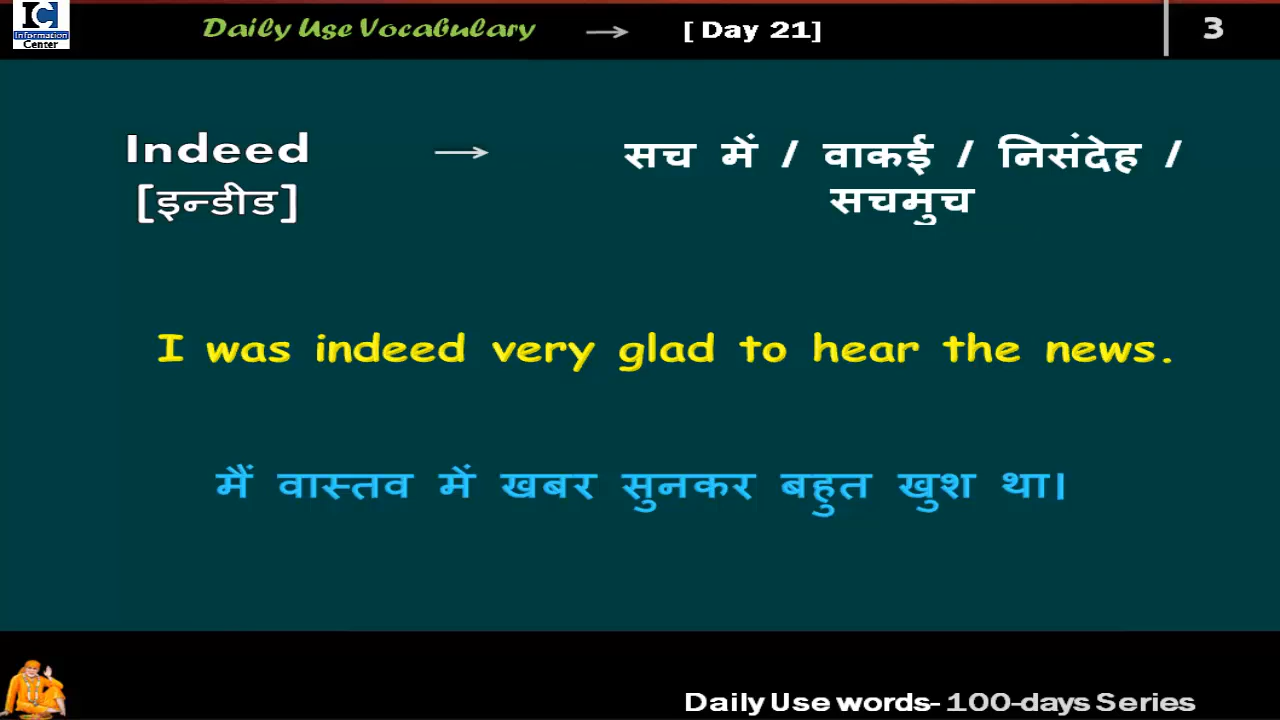 IC
Information
Center
Daily Use Vocabulary → [ Day 21] 3
Indeed → सच में / वाकई / निसंदेह /
[इन्डीड] सचमुच
I was indeed very glad to hear the news.
मैं वास्तव में खबर सुनकर बहुत खुश था।
Daily Use words- 100-days Series